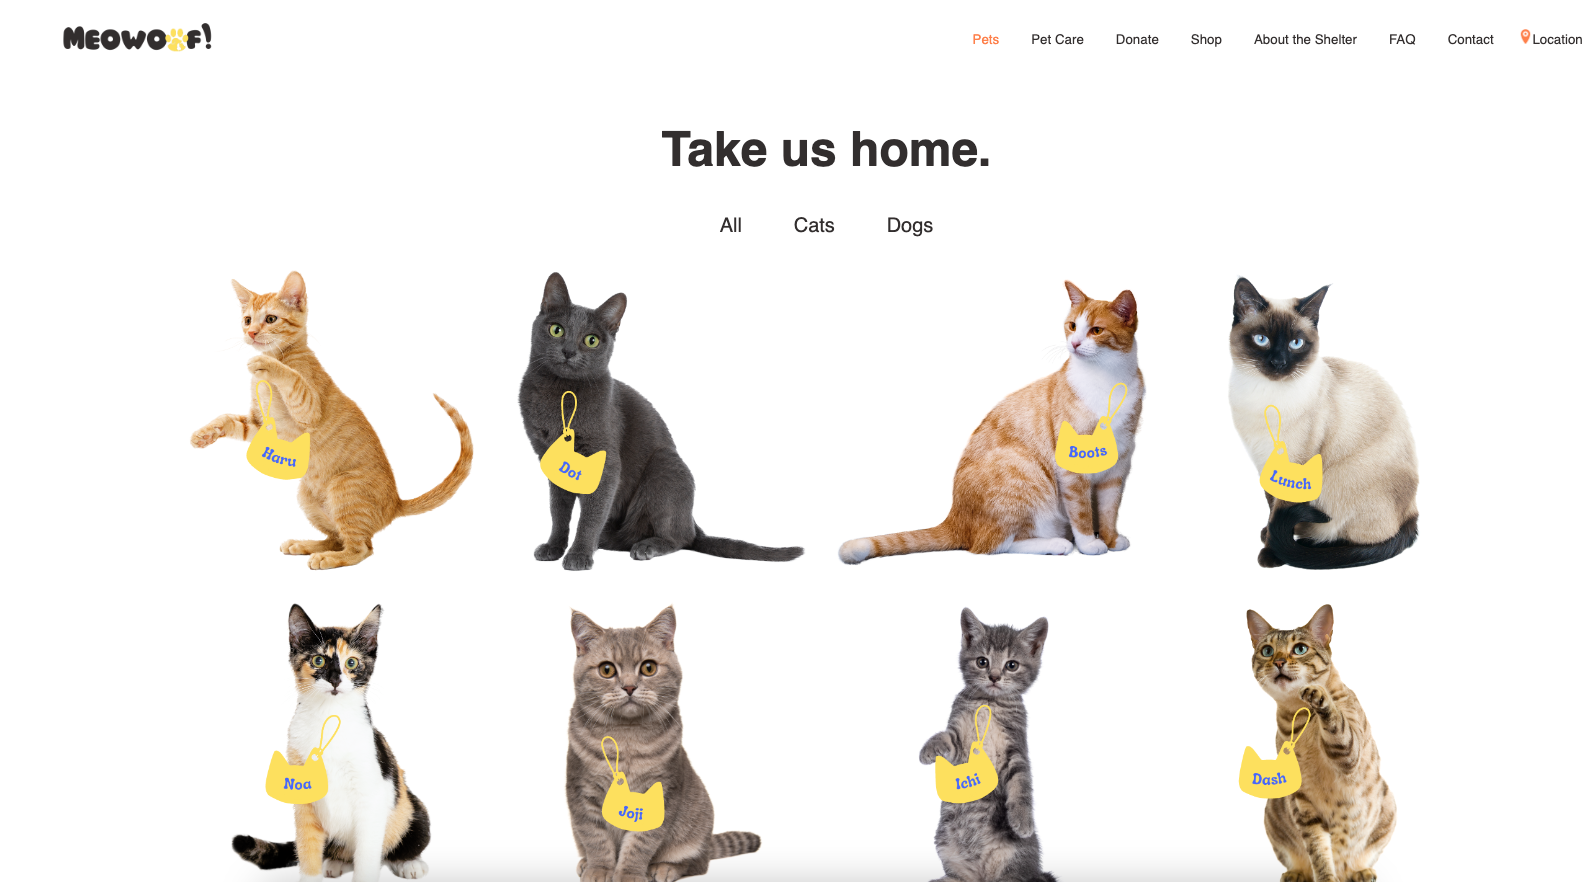 MEOWOOF!
Pets Pet Care Donate Shop About the Shelter FAQ Contact Location
Take us home.
All Cats Dogs
Haru
Dot
Boots
Lunch
Noa
Joji
Ichi
Dash